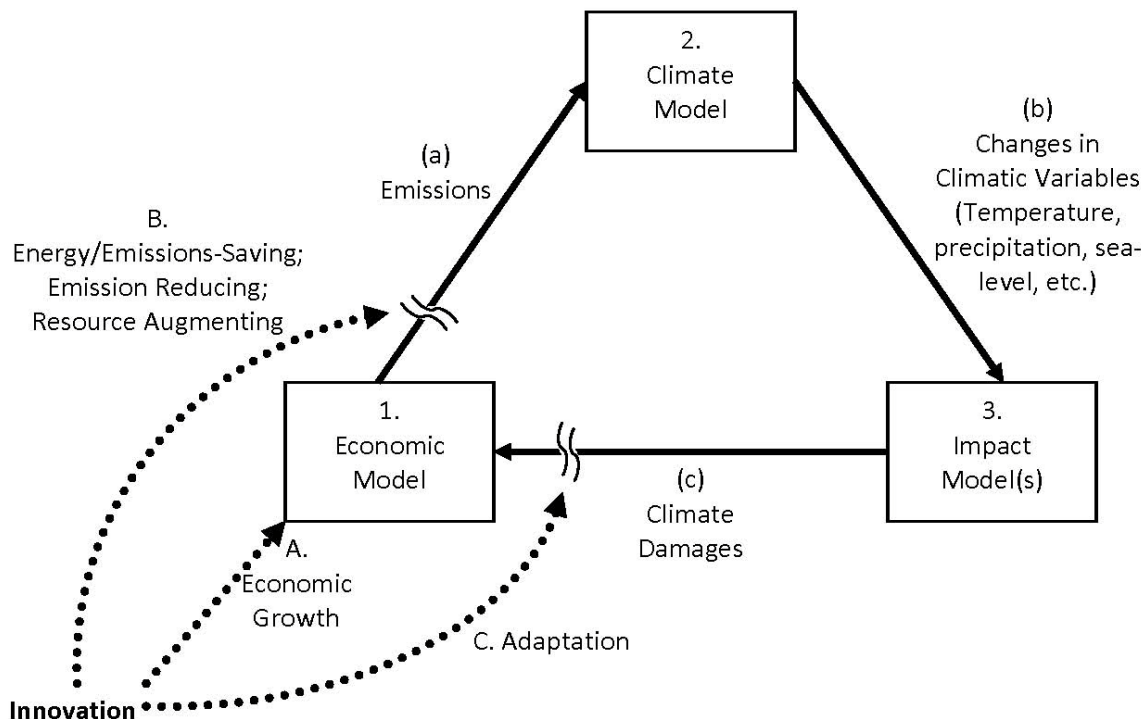 2.
Climate
Model
(a)
Emissions
(b)
Changes in
Climatic Variables
(Temperature,
precipitation, sea-
level, etc.)
B.
Energy/Emissions-Saving;
Emission Reducing;
Resource Augmenting
1.
Economic
Model
3.
Impact
Model(s)
(c)
Climate
Damages
A.
Economic
Growth
C. Adaptation
Innovation